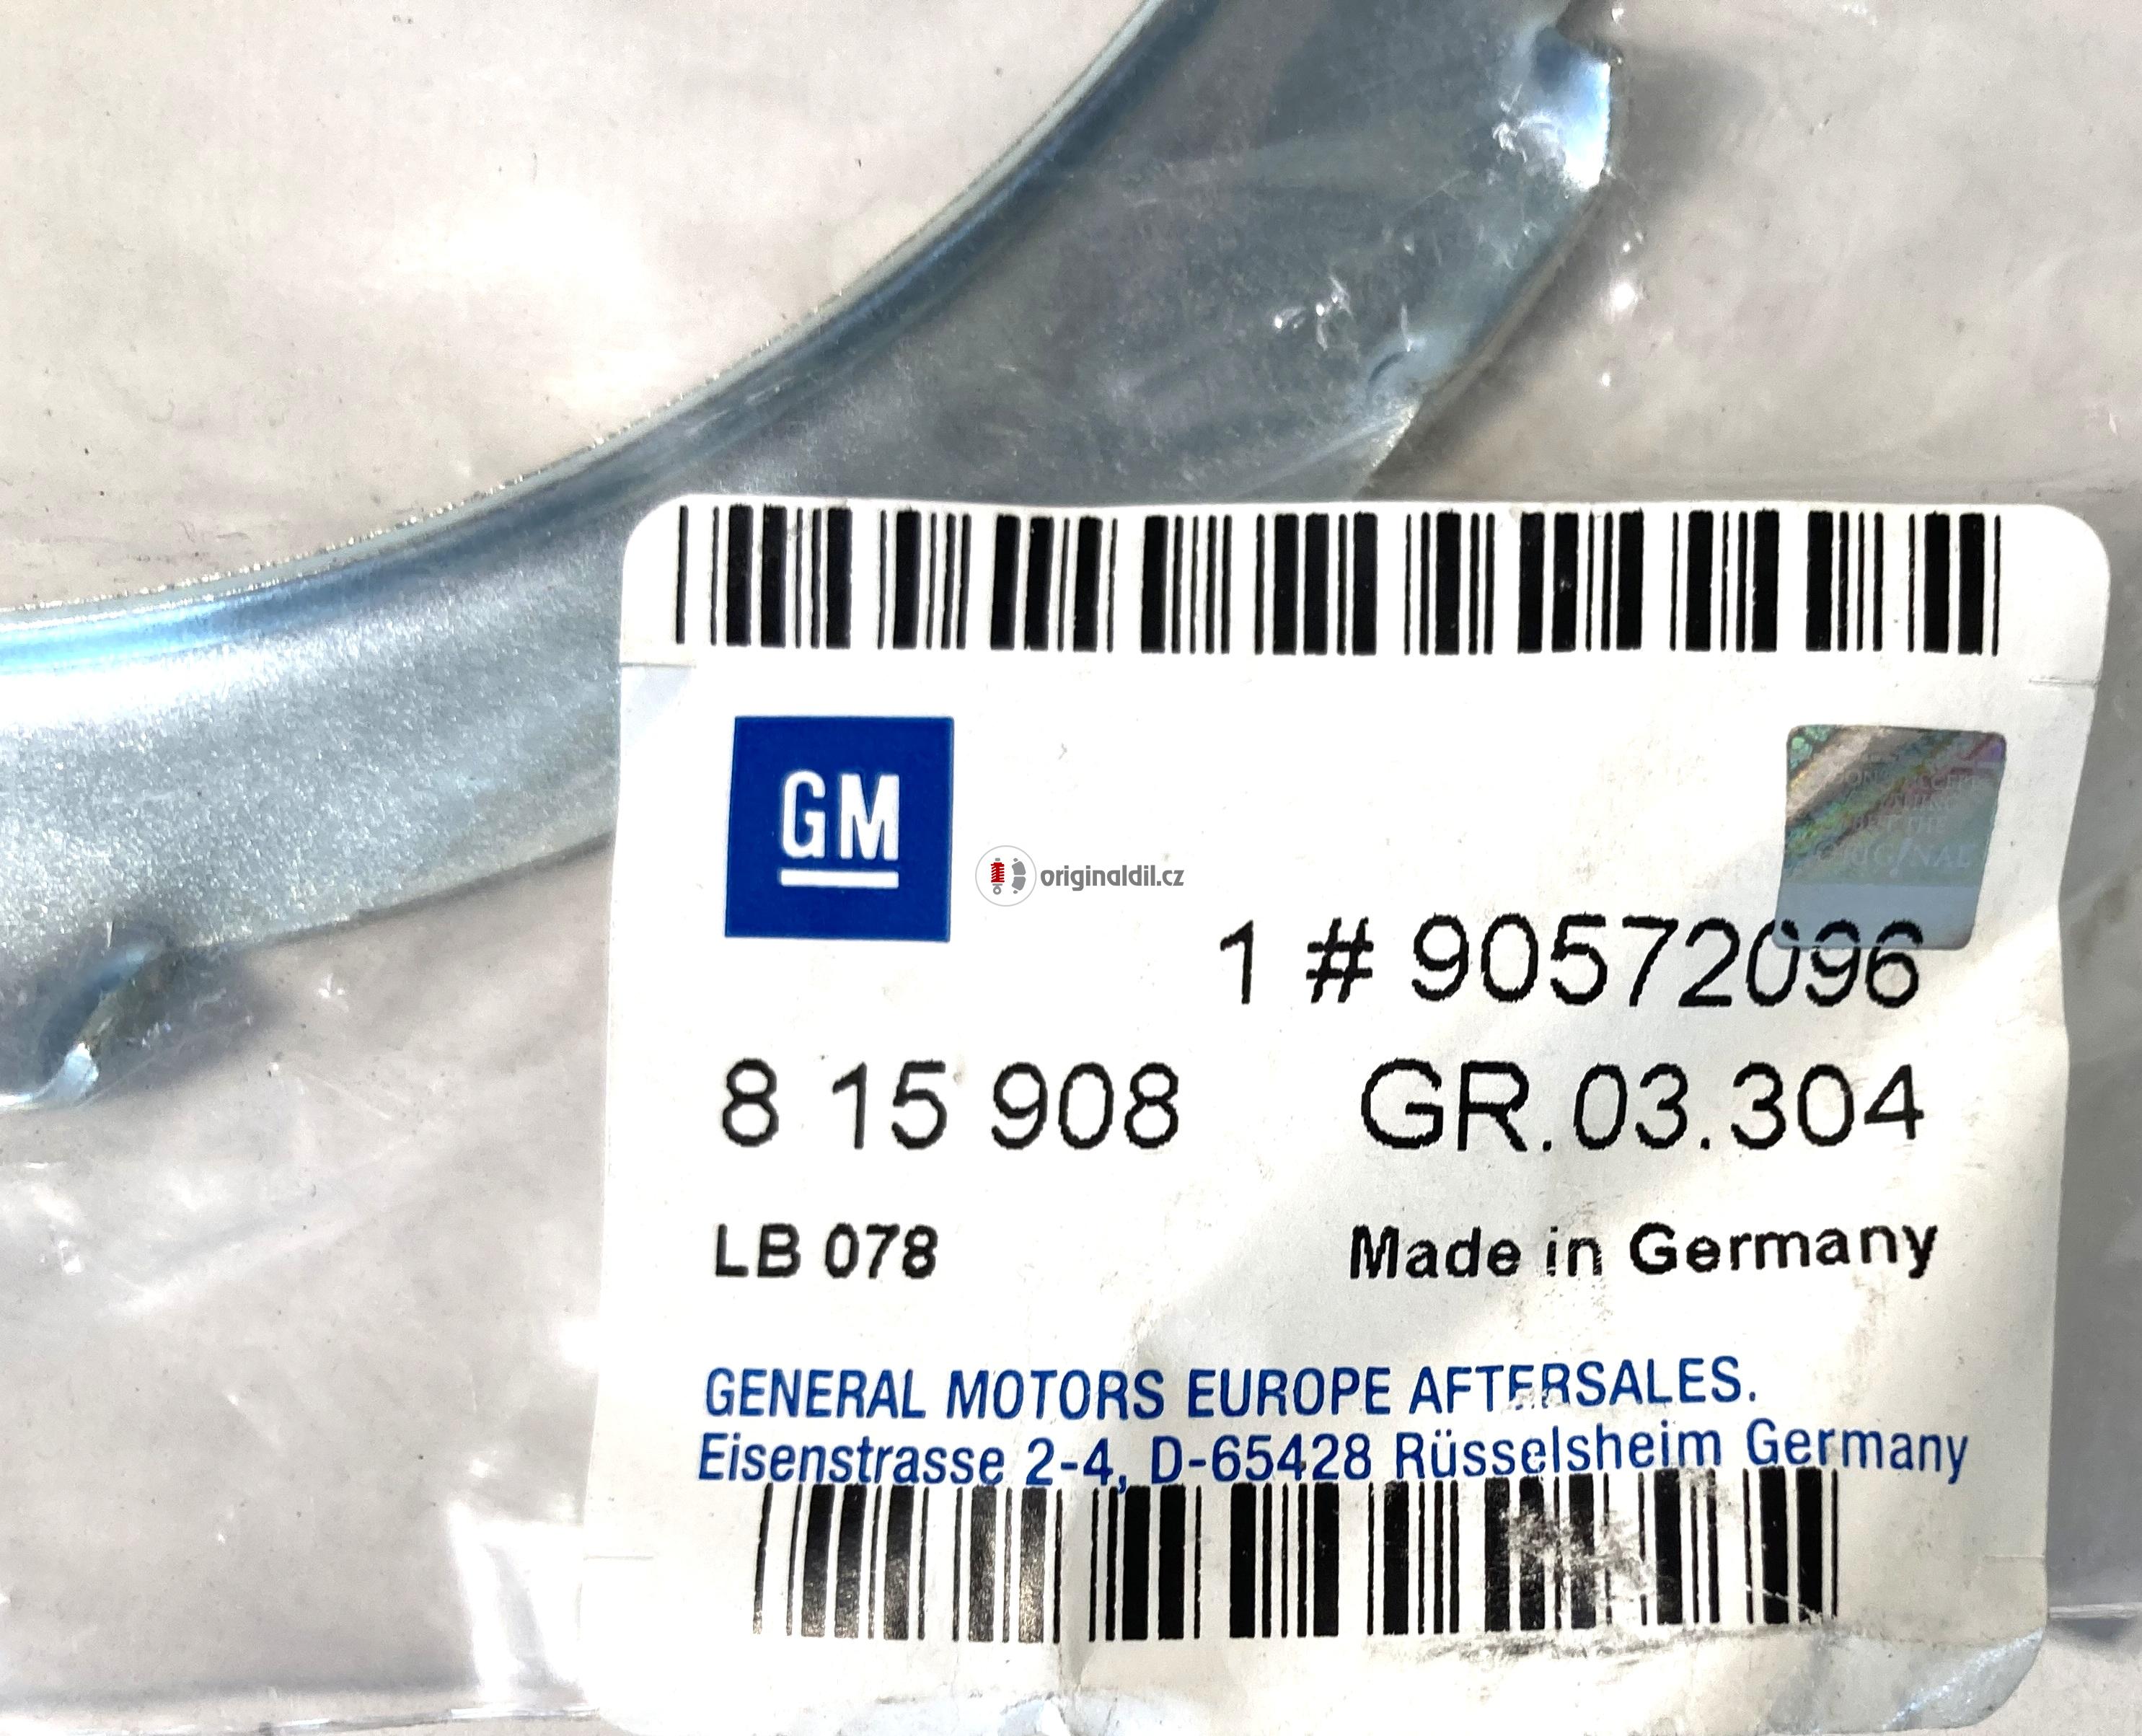 GM
originaldil.cz
ORIGINAL
1 # 90572096
8 15 908 GR.03.304
LB 078 Made in Germany
GENERAL MOTORS EUROPE AFTERSALES.
Eisenstrasse 2-4, D-65428 Rüsselsheim Germany